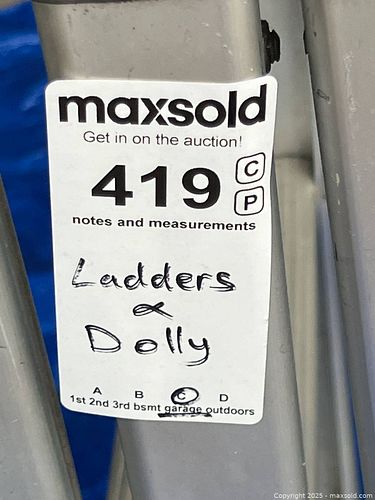 maxsold
Get in on the auction!
419 C
P
notes and measurements
Ladders
&
Dolly
A B C D
1st 2nd 3rd bsmt garage outdoors
Copyright 2025 - maxsold.com